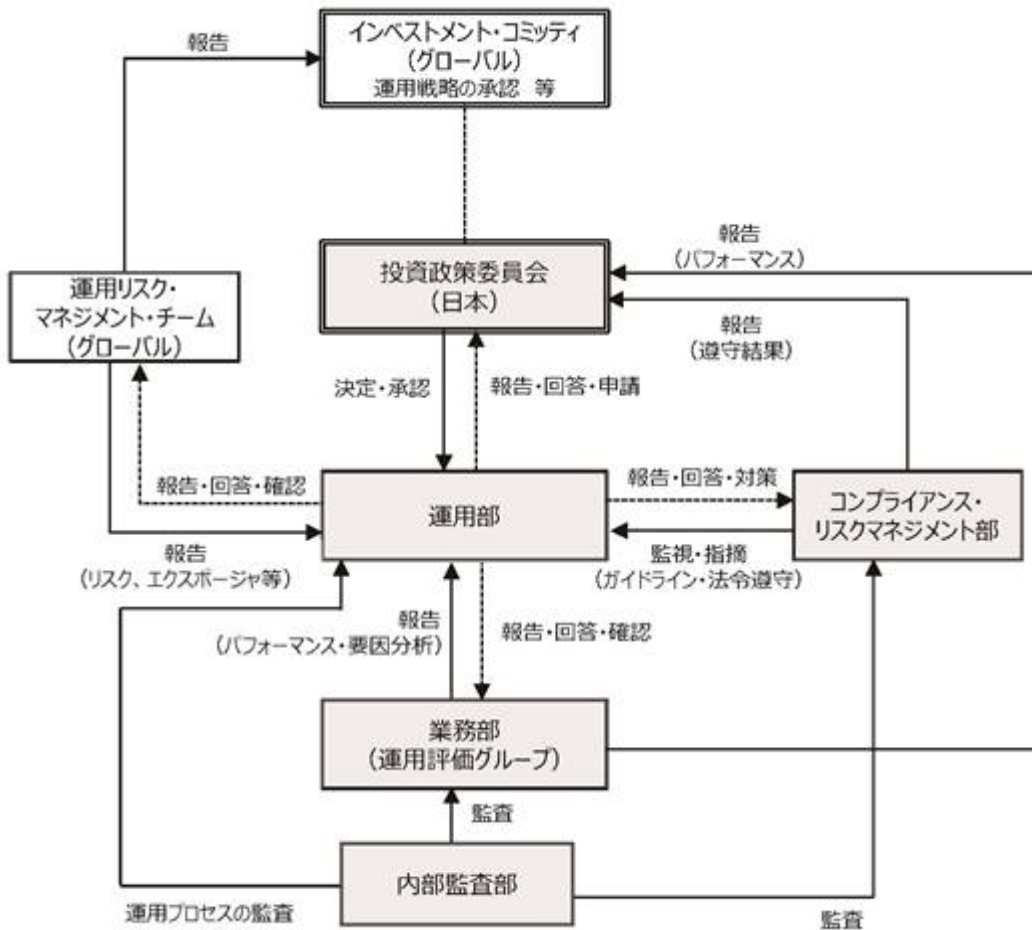 報告
インベストメント・コミッティ
(グローバル)
運用戦略の承認 等
報告
(パフォーマンス)
投資政策委員会
(日本)
運用リスク・
マネジメント・チーム
(グローバル)
報告
(遵守結果)
決定・承認
報告・回答・申請
報告・回答・確認
運用部
報告・回答・対策
コンプライアンス・
リスクマネジメント部
報告
(リスク、エクスポージャ等)
監視・指摘
(ガイドライン・法令遵守)
報告
(パフォーマンス・要因分析)
報告・回答・確認
業務部
(運用評価グループ)
監査
内部監査部
運用プロセスの監査
監査